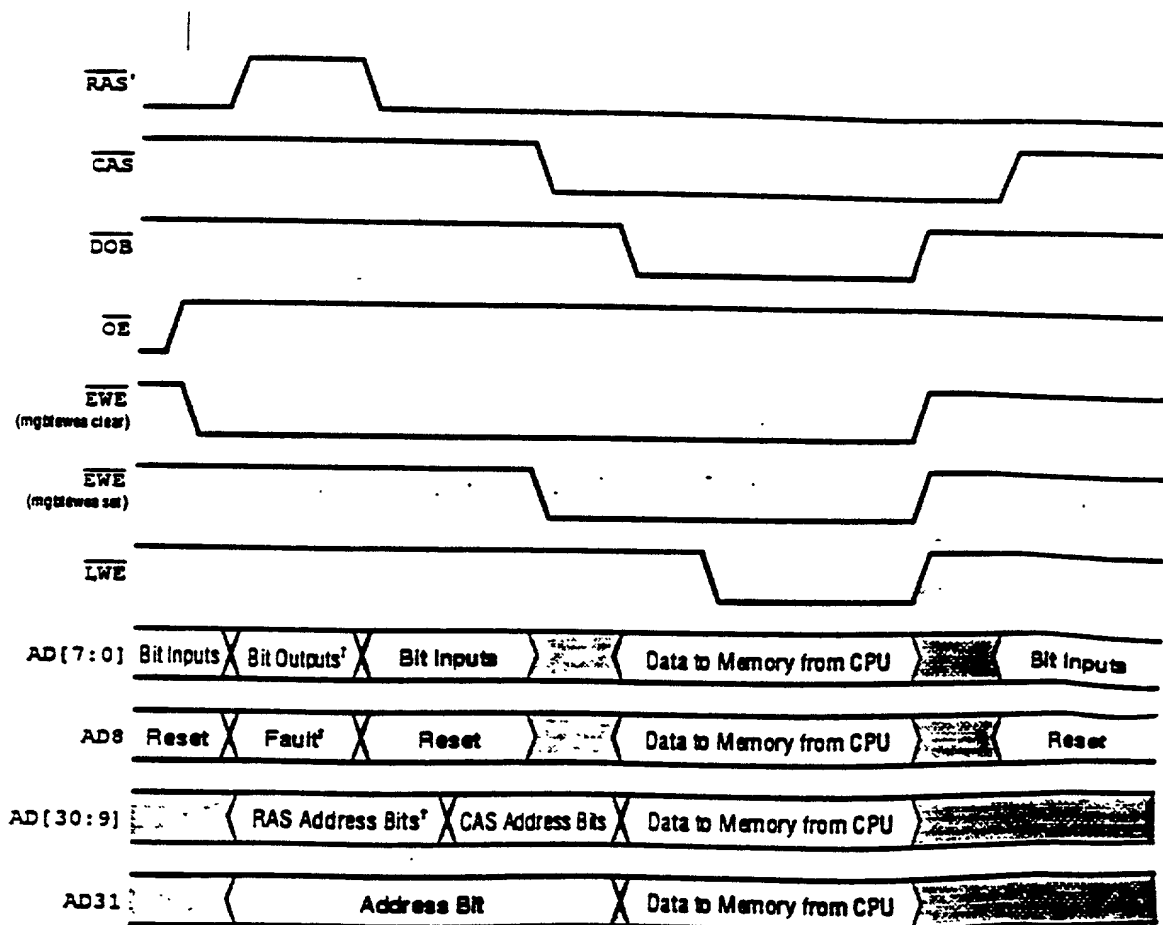 RAS'
CAS
DOB
OE
EWE
(mgbtewea clear)
EWE
(mgbtewea set)
LWE
AD[7:0] Bit Inputs Bit Outputs† Bit Inputs Data to Memory from CPU Bit Inputs
AD8 Reset Fault‡ Reset Data to Memory from CPU Reset
AD[30:9] RAS Address Bits† CAS Address Bits Data to Memory from CPU
AD31 Address Bit Data to Memory from CPU